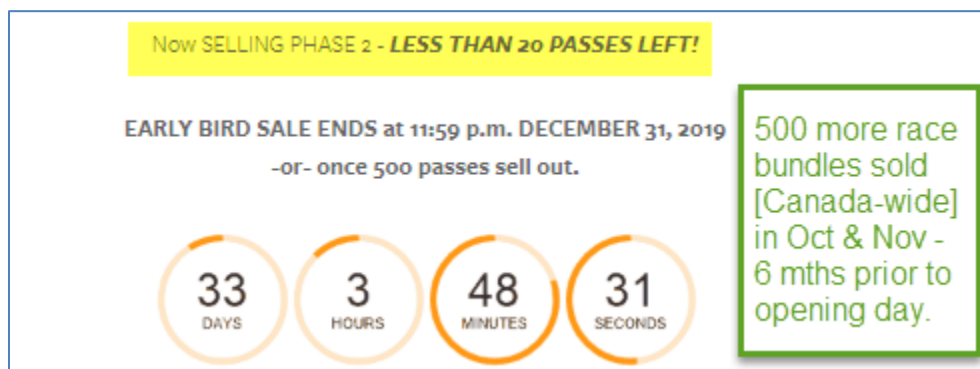 Now SELLING PHASE 2 - LESS THAN 20 PASSES LEFT!
EARLY BIRD SALE ENDS at 11:59 p.m. DECEMBER 31, 2019
-or- once 500 passes sell out.
33
DAYS
3
HOURS
48
MINUTES
31
SECONDS
500 more race
bundles sold
[Canada-wide]
in Oct & Nov -
6 mths prior to
opening day.